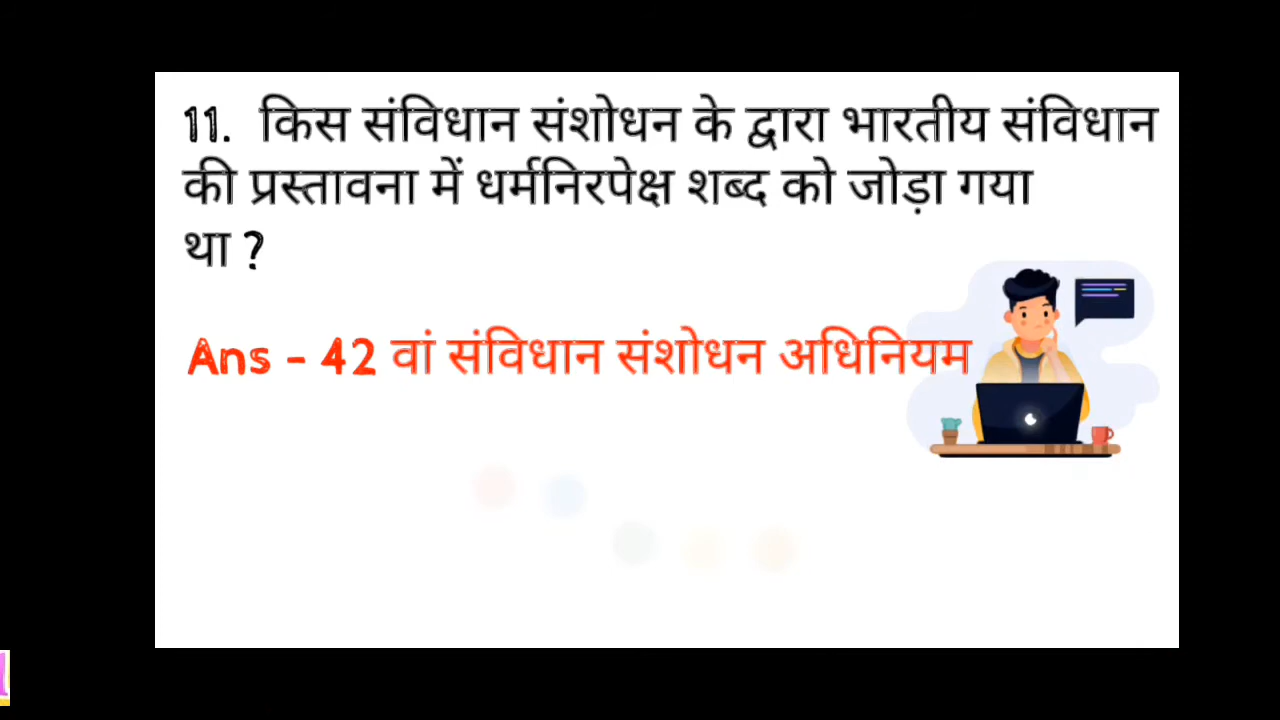 11. किस संविधान संशोधन के द्वारा भारतीय संविधान
की प्रस्तावना में धर्मनिरपेक्ष शब्द को जोड़ा गया
था ?
Ans - 42 वां संविधान संशोधन अधिनियम